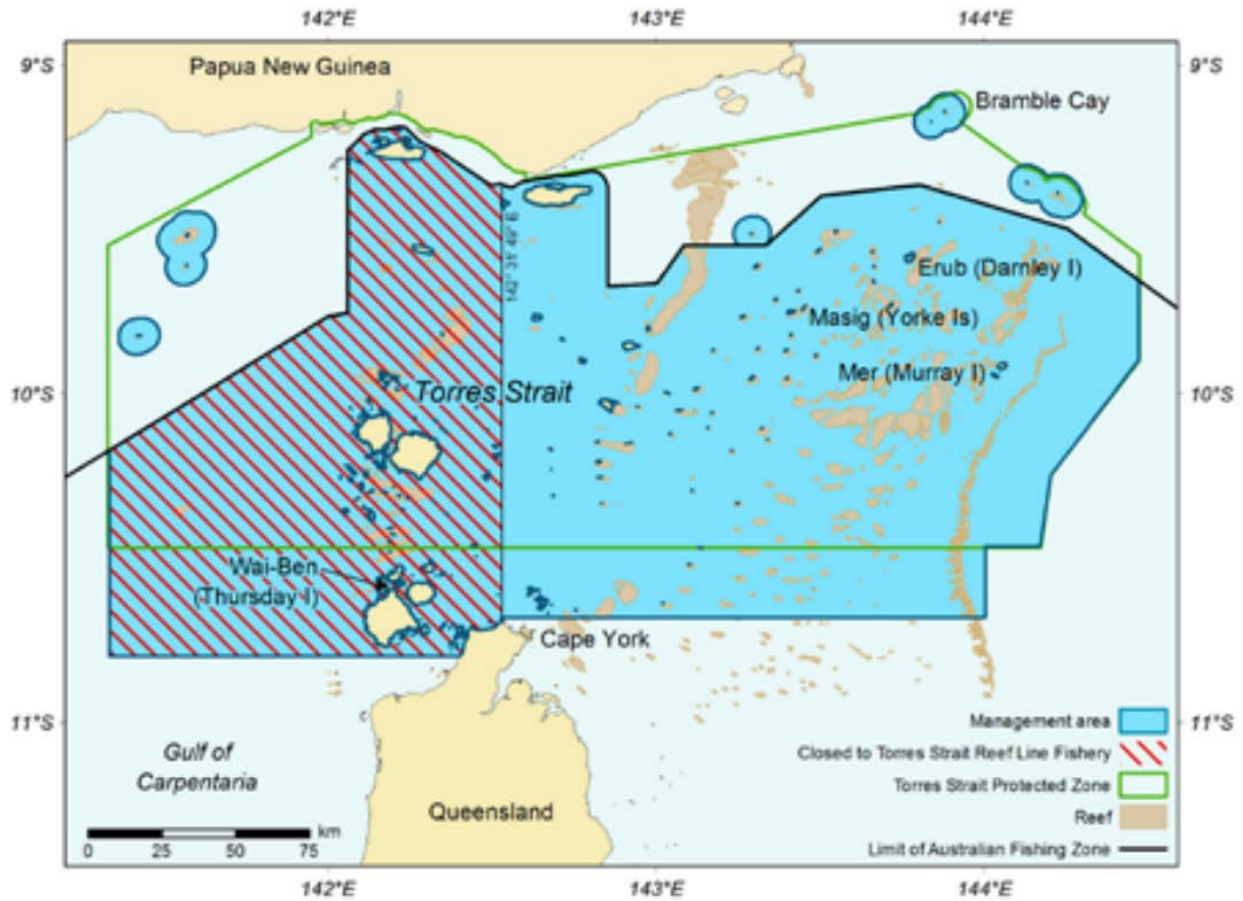 142°E 143°E 144°E
9°S 9°S
Papua New Guinea
Bramble Cay
142° 31' 49" E
Erub (Darnley I)
Masig (Yorke Is)
Mer (Murray I)
10°S 10°S
Torres Strait
Wai-Ben
(Thursday I)
Cape York
11°S 11°S
Management area
Closed to Torres Strait Reef Line Fishery
Torres Strait Protected Zone
Reef
Limit of Australian Fishing Zone
Gulf of
Carpentaria
Queensland
km
0 25 50 75
142°E 143°E 144°E